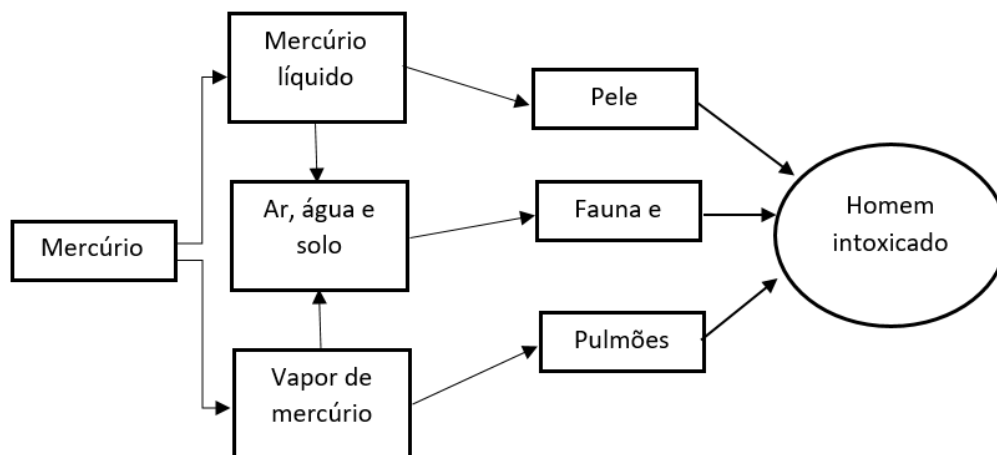 Mercúrio
Mercúrio
líquido
Ar, água e
solo
Vapor de
mercúrio
Pele
Fauna e
Pulmões
Homem
intoxicado